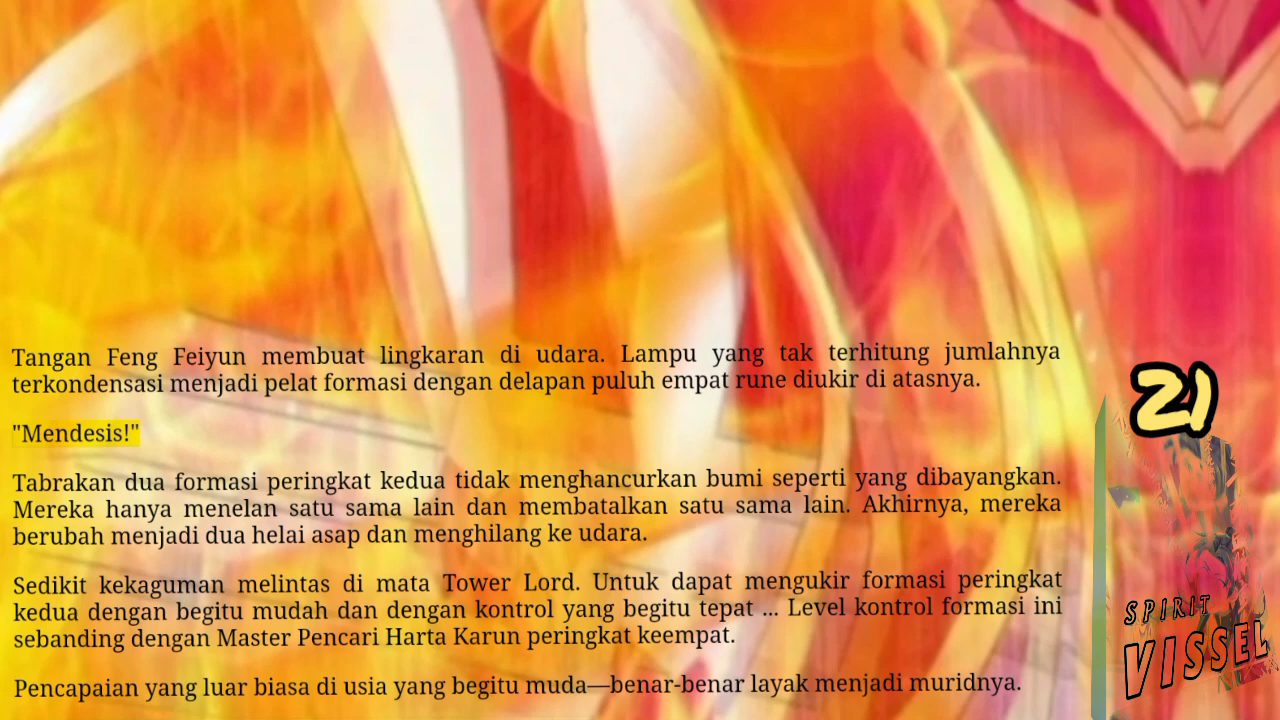 Tangan Feng Feiyun membuat lingkaran di udara. Lampu yang tak terhitung jumlahnya
terkondensasi menjadi pelat formasi dengan delapan puluh empat rune diukir di atasnya.
"Mendesis!"
Tabrakan dua formasi peringkat kedua tidak menghancurkan bumi seperti yang dibayangkan.
Mereka hanya menelan satu sama lain dan membatalkan satu sama lain. Akhirnya, mereka
berubah menjadi dua helai asap dan menghilang ke udara.
Sedikit kekaguman melintas di mata Tower Lord. Untuk dapat mengukir formasi peringkat
kedua dengan begitu mudah dan dengan kontrol yang begitu tepat ... Level kontrol formasi ini
sebanding dengan Master Pencari Harta Karun peringkat keempat.
Pencapaian yang luar biasa di usia yang begitu muda—benar-benar layak menjadi muridnya.
21
SPIRIT
VISSEL